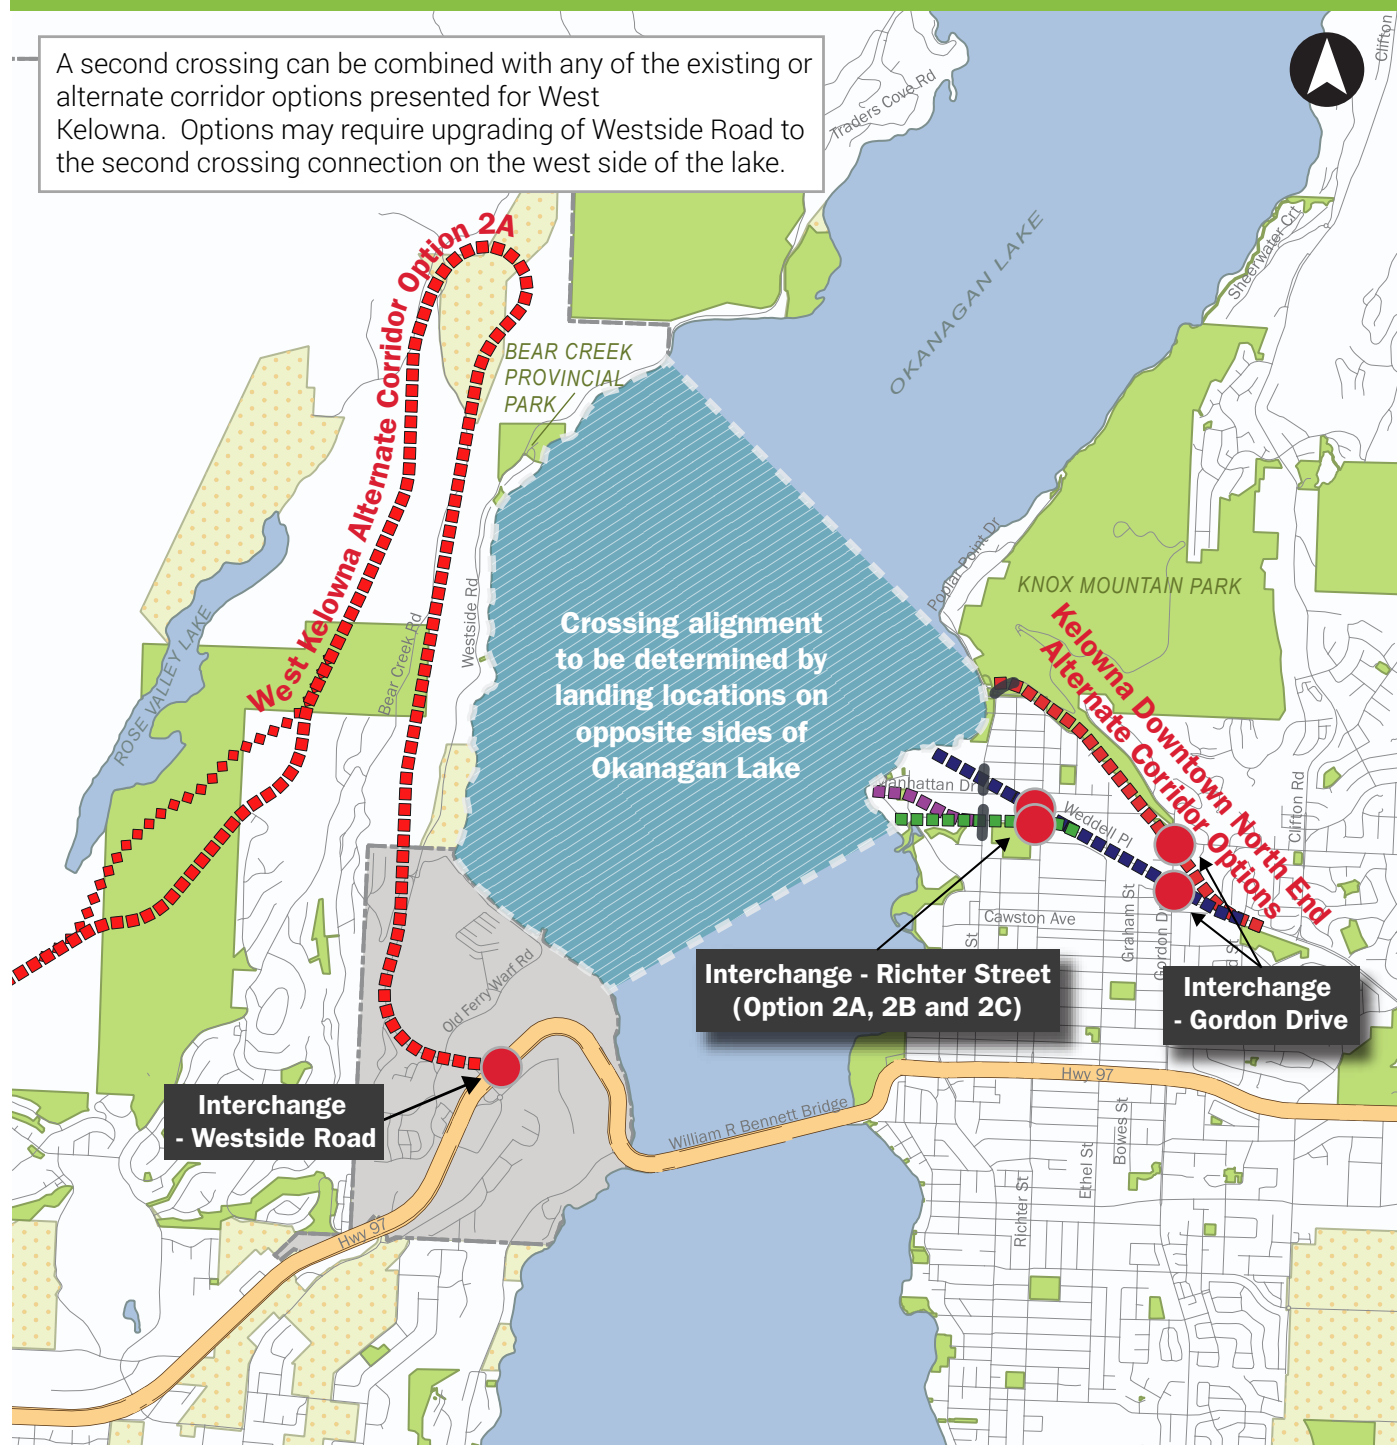 A second crossing can be combined with any of the existing or
alternate corridor options presented for West
Kelowna. Options may require upgrading of Westside Road to
the second crossing connection on the west side of the lake.
Clifton
Traders Cove Rd
OKANAGAN LAKE
Sheerwater Crt
West Kelowna Alternate Corridor Option 2A
BEAR CREEK
PROVINCIAL
PARK
Poplar Point Dr
KNOX MOUNTAIN PARK
Westside Rd
Bear Creek Rd
ROSE VALLEY LAKE
Crossing alignment
to be determined by
landing locations on
opposite sides of
Okanagan Lake
Kelowna Downtown North End
Alternate Corridor Options
Manhattan Dr
Weddell Pl
Clifton Rd
Cawston Ave
Graham St
Gordon Dr
St
Old Ferry Warf Rd
Interchange - Richter Street
(Option 2A, 2B and 2C)
Interchange
- Gordon Drive
Hwy 97
Interchange
- Westside Road
William R Bennett Bridge
Bowes St
Ethel St
Richter St
Hwy 97